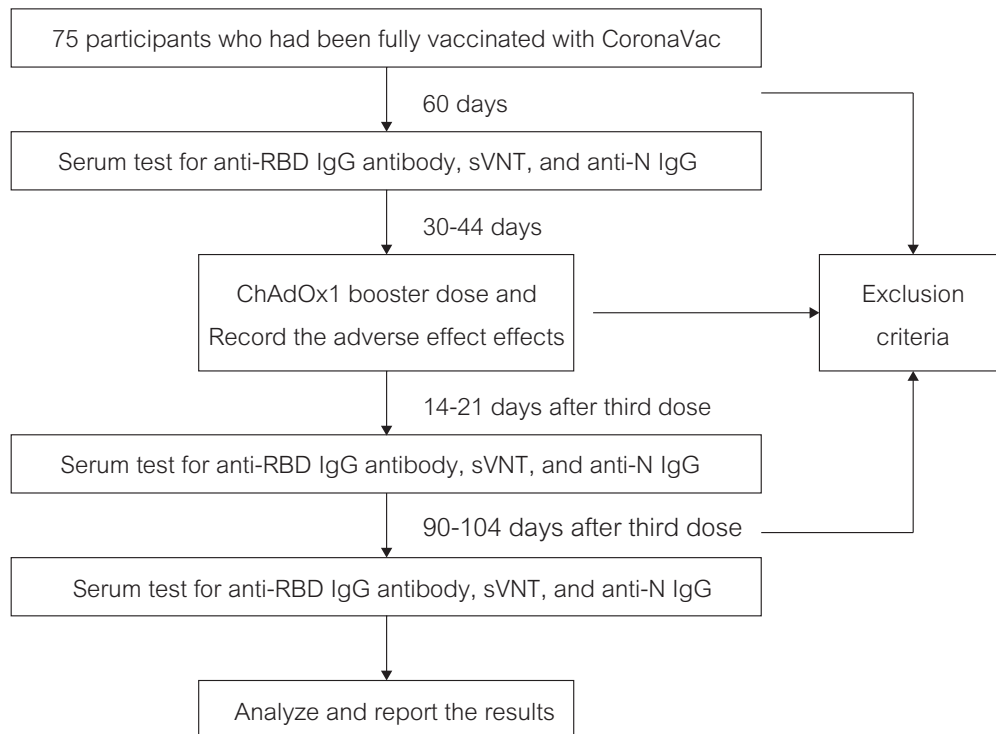 75 participants who had been fully vaccinated with CoronaVac
60 days
Serum test for anti-RBD IgG antibody, sVNT, and anti-N IgG
30-44 days
ChAdOx1 booster dose and
Record the adverse effect effects
Exclusion
criteria
14-21 days after third dose
Serum test for anti-RBD IgG antibody, sVNT, and anti-N IgG
90-104 days after third dose
Serum test for anti-RBD IgG antibody, sVNT, and anti-N IgG
Analyze and report the results